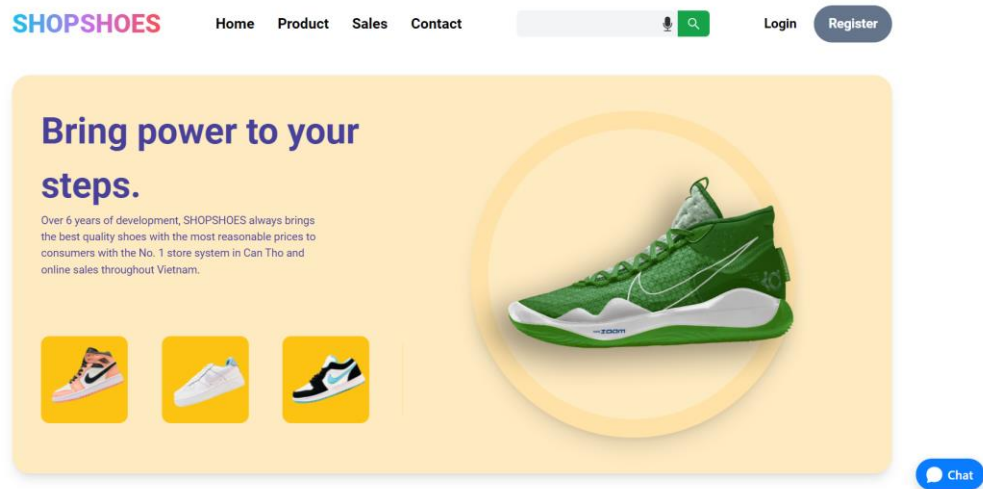 SHOPSHOES Home Product Sales Contact Login Register
Bring power to your
steps.
Over 6 years of development, SHOPSHOES always brings
the best quality shoes with the most reasonable prices to
consumers with the No. 1 store system in Can Tho and
online sales throughout Vietnam.
ZOOM
Chat